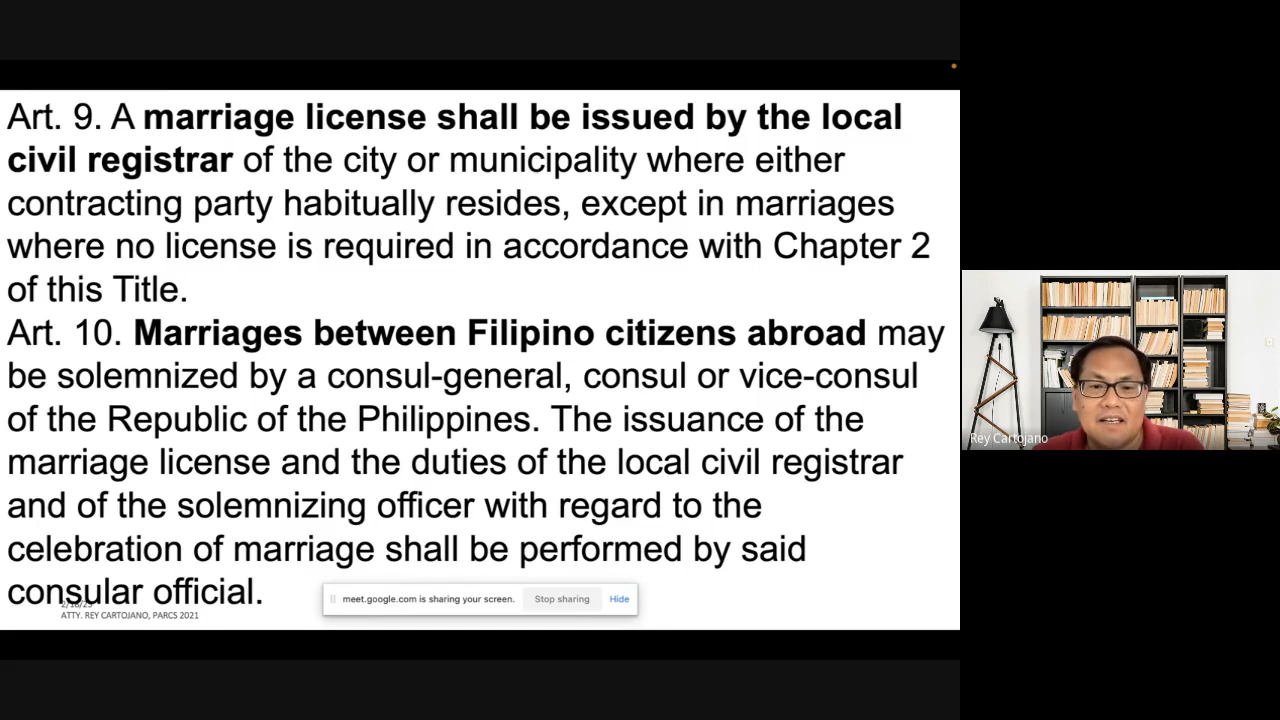 Art. 9. A marriage license shall be issued by the local
civil registrar of the city or municipality where either
contracting party habitually resides, except in marriages
where no license is required in accordance with Chapter 2
of this Title.
Art. 10. Marriages between Filipino citizens abroad may
be solemnized by a consul-general, consul or vice-consul
of the Republic of the Philippines. The issuance of the
marriage license and the duties of the local civil registrar
and of the solemnizing officer with regard to the
celebration of marriage shall be performed by said
consular official.
ATTY. REY CARTOJANO, PARCS 2021
meet.google.com is sharing your screen. Stop sharing Hide
Rey Cartojano